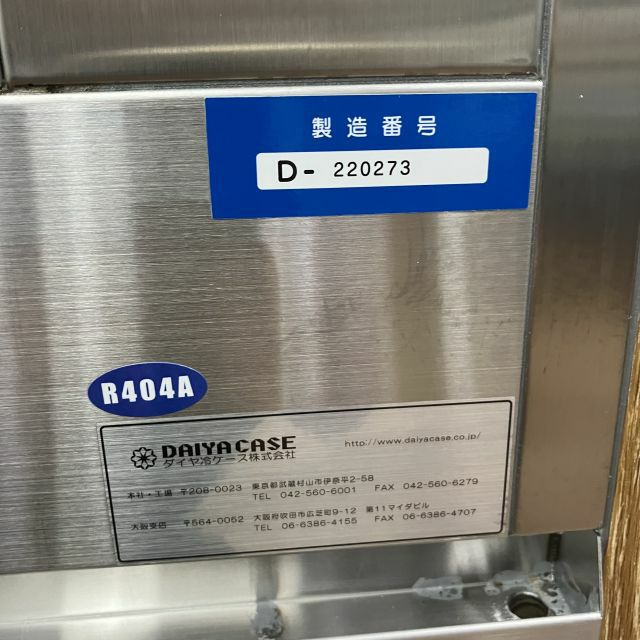 製造番号
D- 220273
R404A
DAIYA CASE
ダイヤ冷ケース株式会社
http://www.daiyacase.co.jp/
本社・工場 〒208-0023 東京都武蔵村山市伊奈平2-58
TEL 042-560-6001 FAX 042-560-6279
大阪支店 〒564-0052 大阪府吹田市広芝町9-12 第11マイダビル
TEL 06-6386-4155 FAX 06-6386-4707